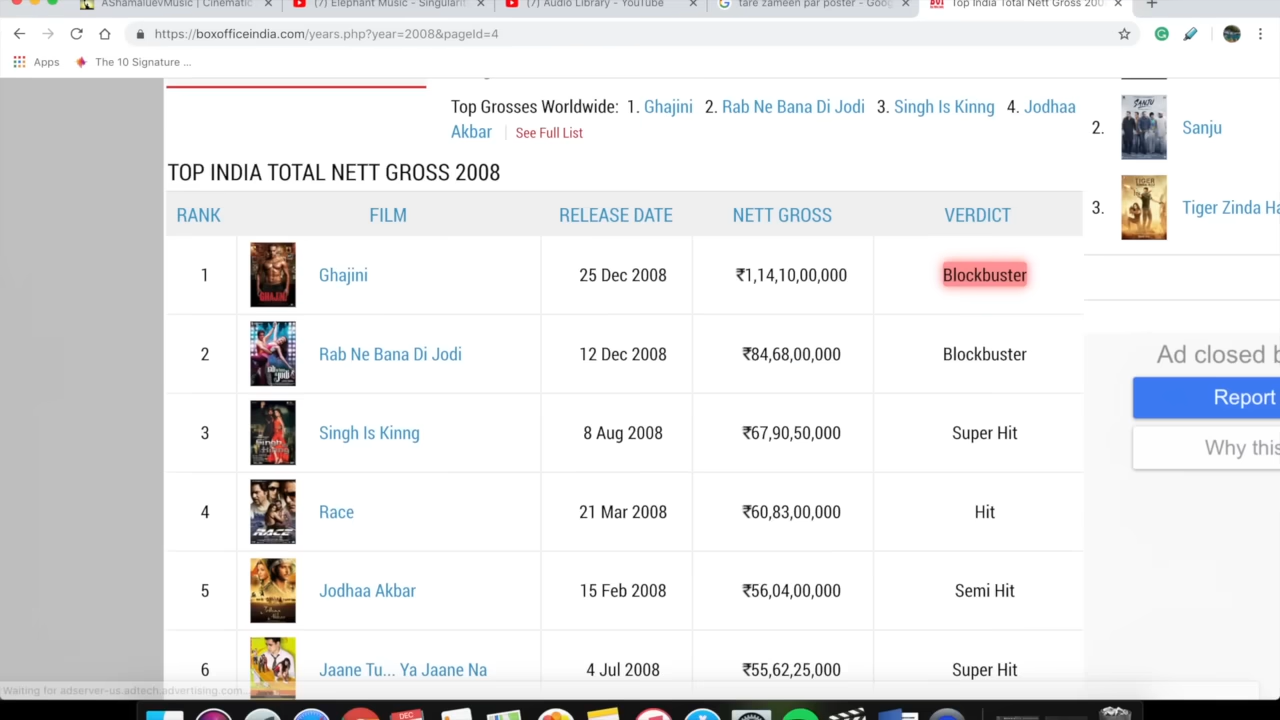 AShamaluevMusic | Cinematic
(7) Elephant Music - Singularit
(7) Audio Library - YouTube
tare zameen par poster - Goog
Top India Total Nett Gross 200
https://boxofficeindia.com/years.php?year=2008&pageId=4
Apps
The 10 Signature ...
Top Grosses Worldwide: 1. Ghajini 2. Rab Ne Bana Di Jodi 3. Singh Is Kinng 4. Jodhaa
Akbar | See Full List
TOP INDIA TOTAL NETT GROSS 2008
RANK FILM RELEASE DATE NETT GROSS VERDICT
1 Ghajini 25 Dec 2008 ₹1,14,10,00,000 Blockbuster
2 Rab Ne Bana Di Jodi 12 Dec 2008 ₹84,68,00,000 Blockbuster
3 Singh Is Kinng 8 Aug 2008 ₹67,90,50,000 Super Hit
4 Race 21 Mar 2008 ₹60,83,00,000 Hit
5 Jodhaa Akbar 15 Feb 2008 ₹56,04,00,000 Semi Hit
6 Jaane Tu... Ya Jaane Na 4 Jul 2008 ₹55,62,25,000 Super Hit
GHAJINI
RACE
SANJU
2. Sanju
TIGER
3. Tiger Zinda Ha
Ad closed b
Report
Why this
Waiting for adserver-us.adtech.advertising.com...
DEC